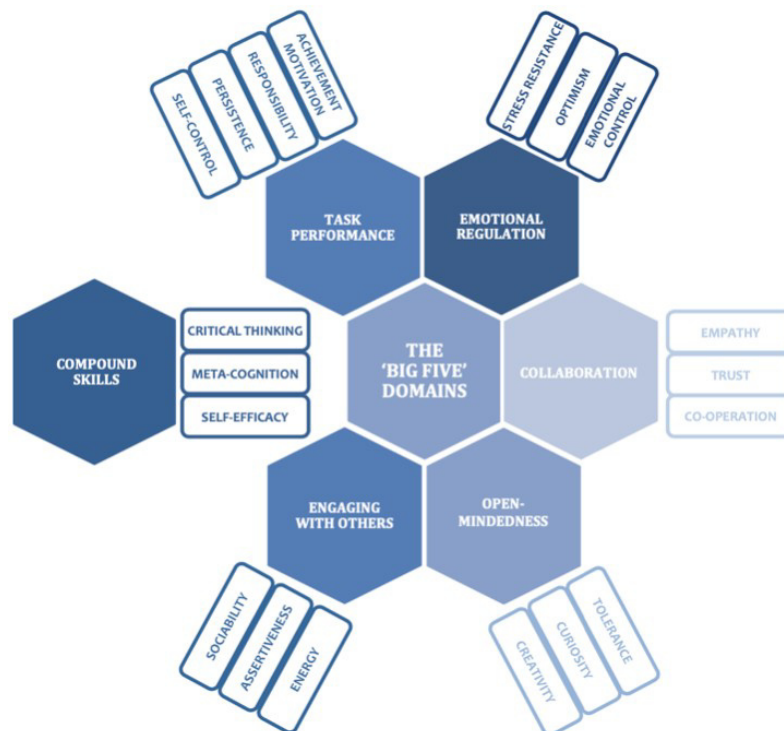 SELF-CONTROL
PERSISTENCE
RESPONSIBILITY
ACHIEVEMENT
MOTIVATION
STRESS RESISTANCE
OPTIMISM
EMOTIONAL
CONTROL
TASK
PERFORMANCE
EMOTIONAL
REGULATION
COMPOUND
SKILLS
CRITICAL THINKING
META-COGNITION
SELF-EFFICACY
THE
'BIG FIVE'
DOMAINS
COLLABORATION
EMPATHY
TRUST
CO-OPERATION
ENGAGING
WITH OTHERS
OPEN-
MINDEDNESS
SOCIABILITY
ASSERTIVENESS
ENERGY
CREATIVITY
CURIOSITY
TOLERANCE